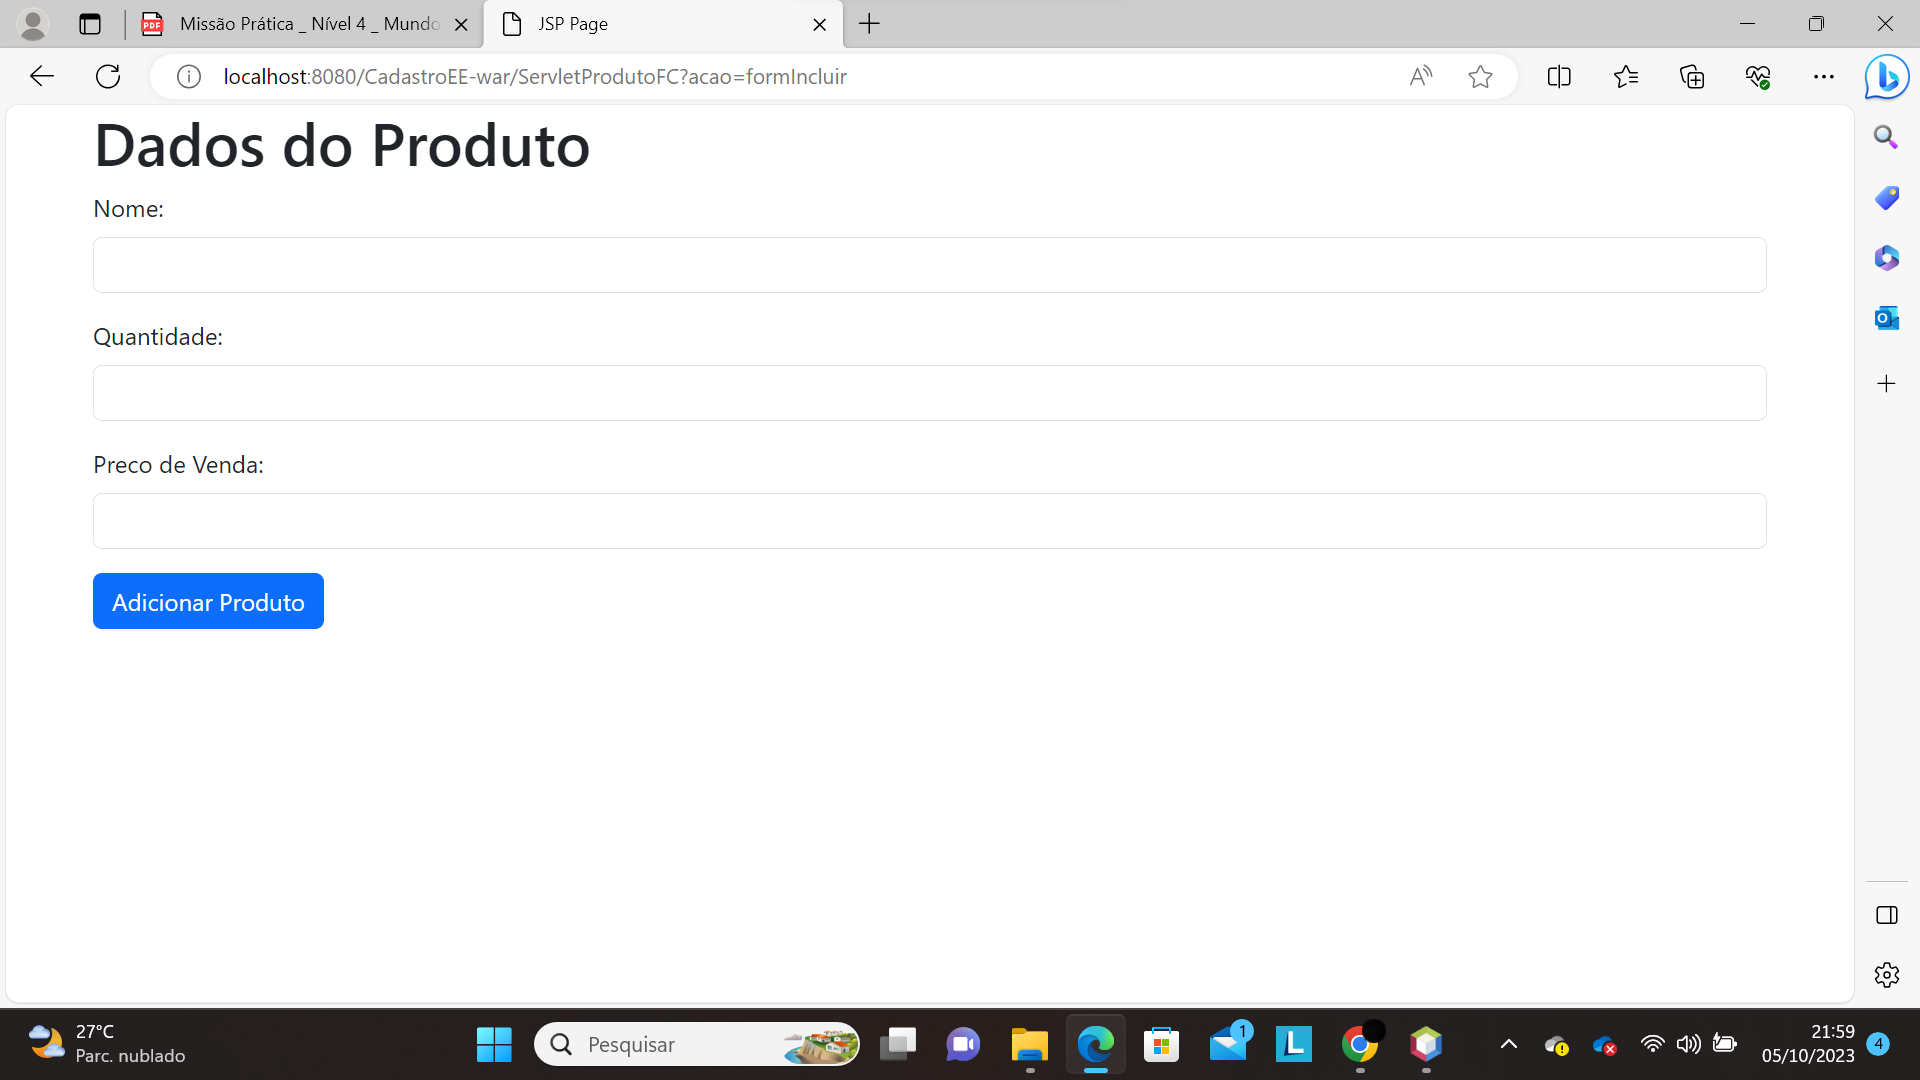 Missão Prática _ Nível 4 _ Mundo
JSP Page
localhost:8080/CadastroEE-war/ServletProdutoFC?acao=formIncluir
Dados do Produto
Nome:
Quantidade:
Preco de Venda:
Adicionar Produto
27°C
Parc. nublado
Pesquisar
1
21:59
05/10/2023
4